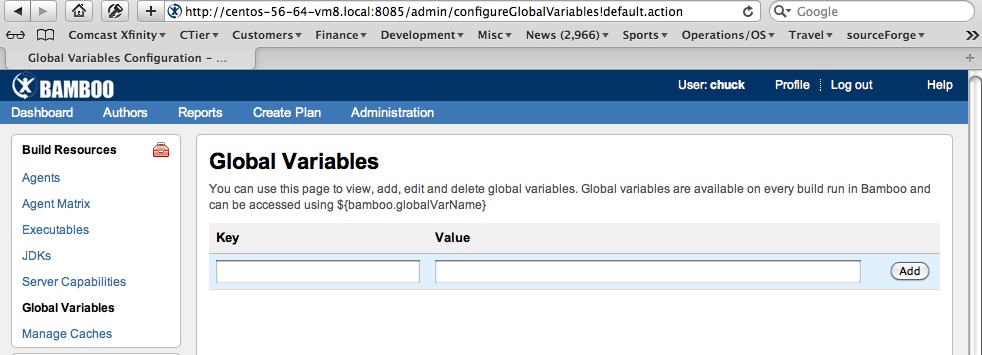 http://centos-56-64-vm8.local:8085/admin/configureGlobalVariables!default.action
Google
Comcast Xfinity CTier Customers Finance Development Misc News (2,966) Sports Operations/OS Travel sourceForge
Global Variables Configuration – ...
BAMBOO
User: chuck Profile Log out Help
Dashboard Authors Reports Create Plan Administration
Build Resources
Agents
Agent Matrix
Executables
JDKs
Server Capabilities
Global Variables
Manage Caches
Global Variables
You can use this page to view, add, edit and delete global variables. Global variables are available on every build run in Bamboo and
can be accessed using ${bamboo.globalVarName}
Key Value
Add